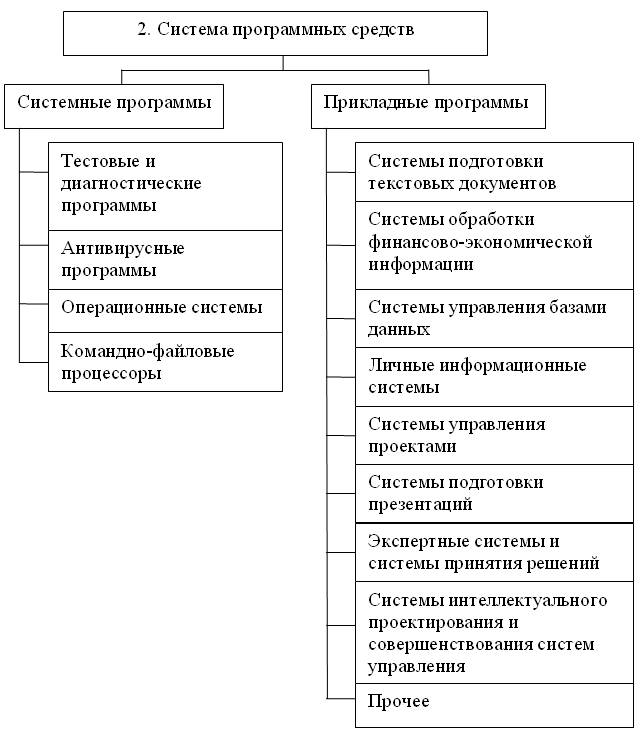 2. Система программных средств
Системные программы
Тестовые и
диагностические
программы
Антивирусные
программы
Операционные системы
Командно-файловые
процессоры
Прикладные программы
Системы подготовки
текстовых документов
Системы обработки
финансово-экономической
информации
Системы управления базами
данных
Личные информационные
системы
Системы управления
проектами
Системы подготовки
презентаций
Экспертные системы и
системы принятия решений
Системы интеллектуального
проектирования и
совершенствования систем
управления
Прочее